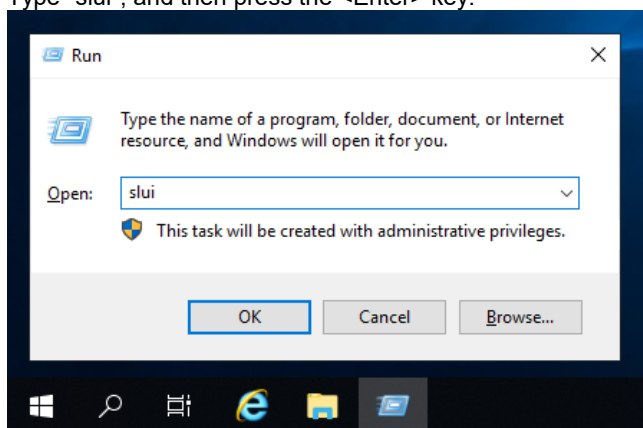 Type "slui", and then press the <Enter> key.
Run
Type the name of a program, folder, document, or Internet
resource, and Windows will open it for you.
Open: slui
This task will be created with administrative privileges.
OK Cancel Browse...